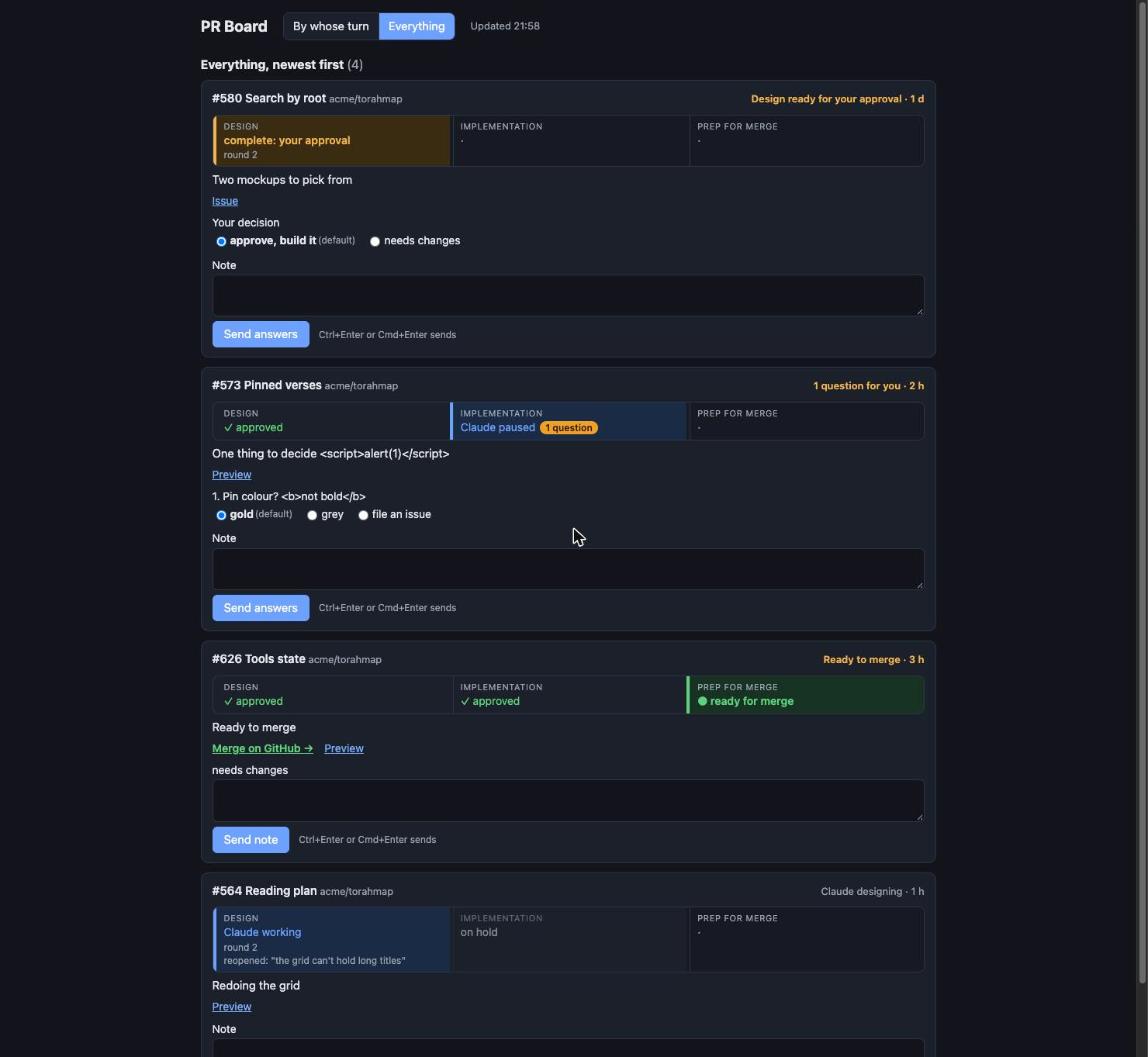 PR Board By whose turn Everything Updated 21:58
Everything, newest first (4)
#580 Search by root acme/torahmap Design ready for your approval · 1 d
DESIGN IMPLEMENTATION PREP FOR MERGE
complete: your approval · ·
round 2
Two mockups to pick from
Issue
Your decision
approve, build it (default) needs changes
Note
Send answers Ctrl+Enter or Cmd+Enter sends
#573 Pinned verses acme/torahmap 1 question for you · 2 h
DESIGN IMPLEMENTATION PREP FOR MERGE
✓ approved Claude paused 1 question ·
One thing to decide <script>alert(1)</script>
Preview
1. Pin colour? <b>not bold</b>
gold (default) grey file an issue
Note
Send answers Ctrl+Enter or Cmd+Enter sends
#626 Tools state acme/torahmap Ready to merge · 3 h
DESIGN IMPLEMENTATION PREP FOR MERGE
✓ approved ✓ approved ready for merge
Ready to merge
Merge on GitHub → Preview
needs changes
Send note Ctrl+Enter or Cmd+Enter sends
#564 Reading plan acme/torahmap Claude designing · 1 h
DESIGN IMPLEMENTATION PREP FOR MERGE
Claude working on hold ·
round 2
reopened: "the grid can't hold long titles"
Redoing the grid
Preview
Note